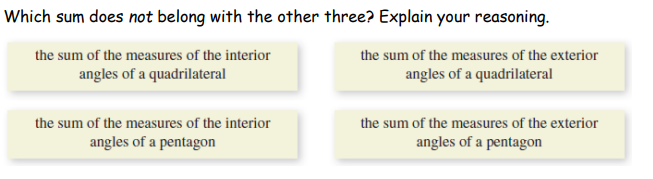 Which sum does not belong with the other three? Explain your reasoning.
the sum of the measures of the interior
angles of a quadrilateral
the sum of the measures of the exterior
angles of a quadrilateral
the sum of the measures of the interior
angles of a pentagon
the sum of the measures of the exterior
angles of a pentagon